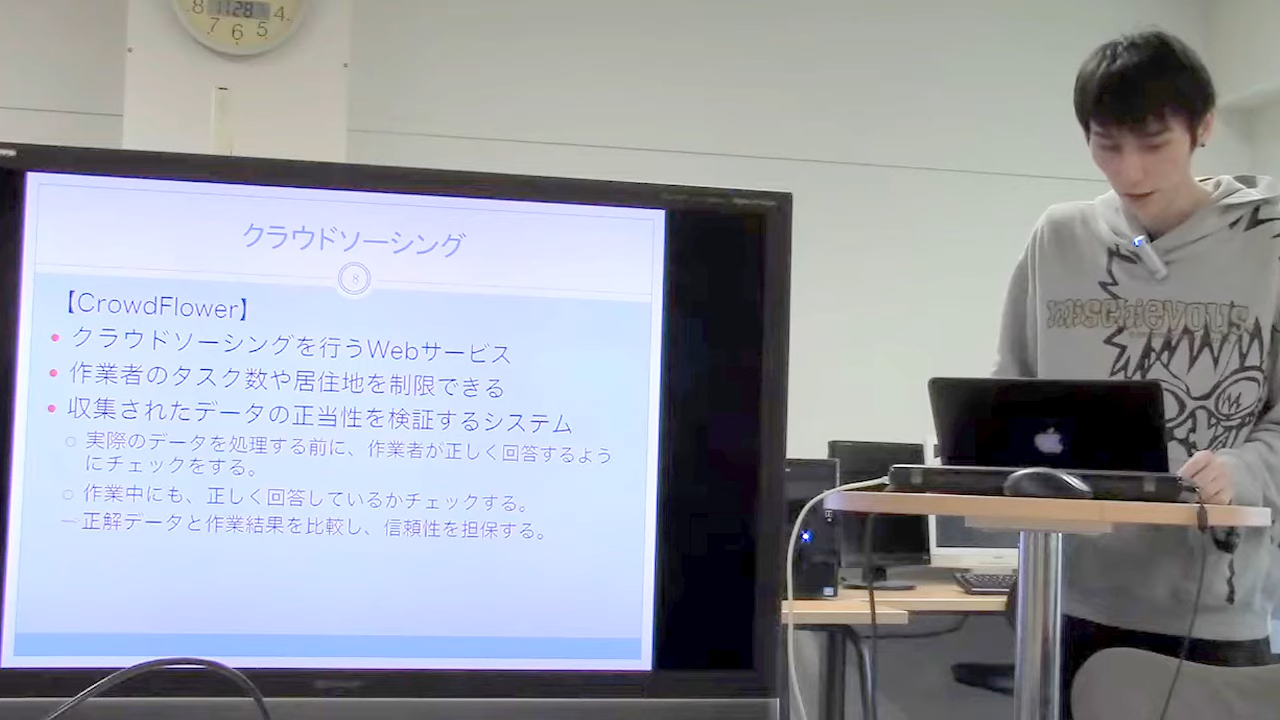 8 11:28 4
7 6 5
クラウドソーシング
8
【CrowdFlower】
• クラウドソーシングを行うWebサービス
• 作業者のタスク数や居住地を制限できる
• 収集されたデータの正当性を検証するシステム
○ 実際のデータを処理する前に、作業者が正しく回答するよう
にチェックをする。
○ 作業中にも、正しく回答しているかチェックする。
― 正解データと作業結果を比較し、信頼性を担保する。
mischievous